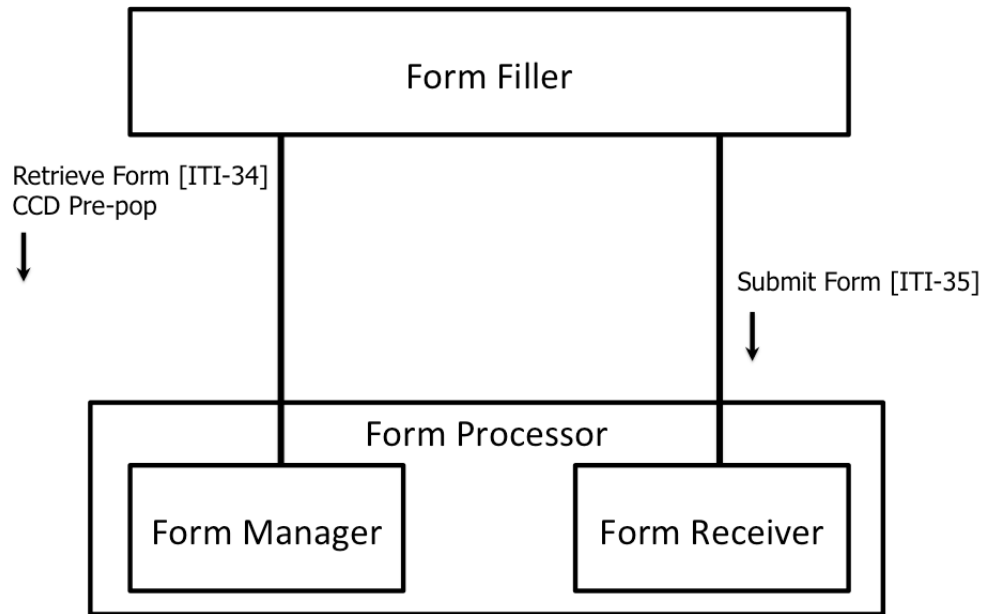 Form Filler
Retrieve Form [ITI-34]
CCD Pre-pop
Submit Form [ITI-35]
Form Processor
Form Manager
Form Receiver